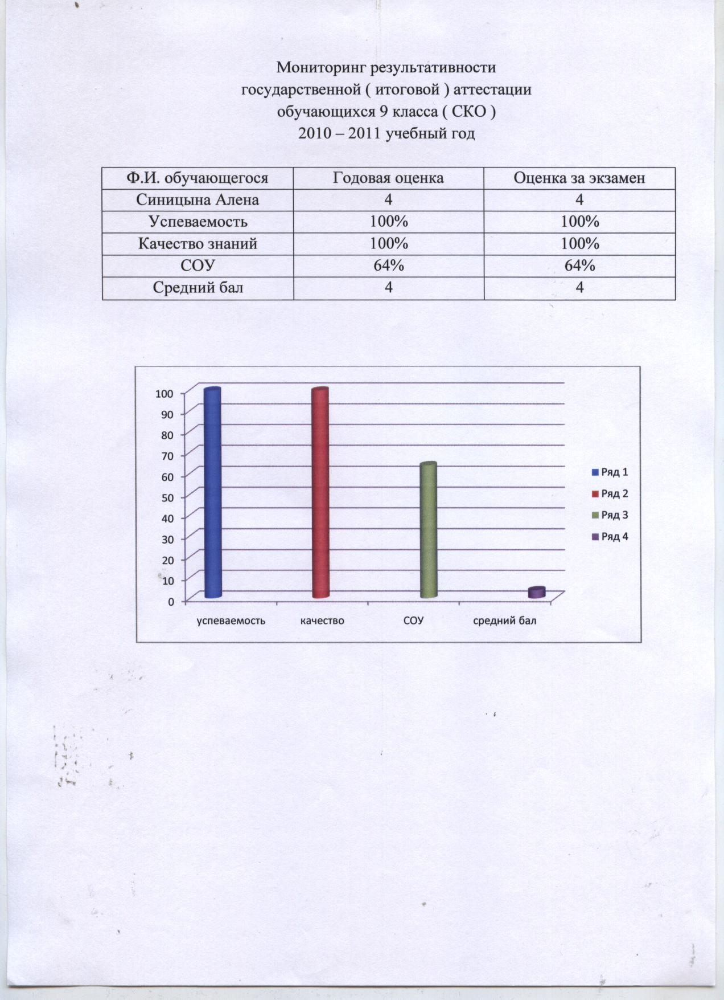 Мониторинг результативности
государственной ( итоговой ) аттестации
обучающихся 9 класса ( СКО )
2010 – 2011 учебный год
Ф.И. обучающегося Годовая оценка Оценка за экзамен
Синицына Алена 4 4
Успеваемость 100% 100%
Качество знаний 100% 100%
СОУ 64% 64%
Средний бал 4 4
100
90
80
70
60
50
40
30
20
10
0
успеваемость качество СОУ средний бал
Ряд 1
Ряд 2
Ряд 3
Ряд 4